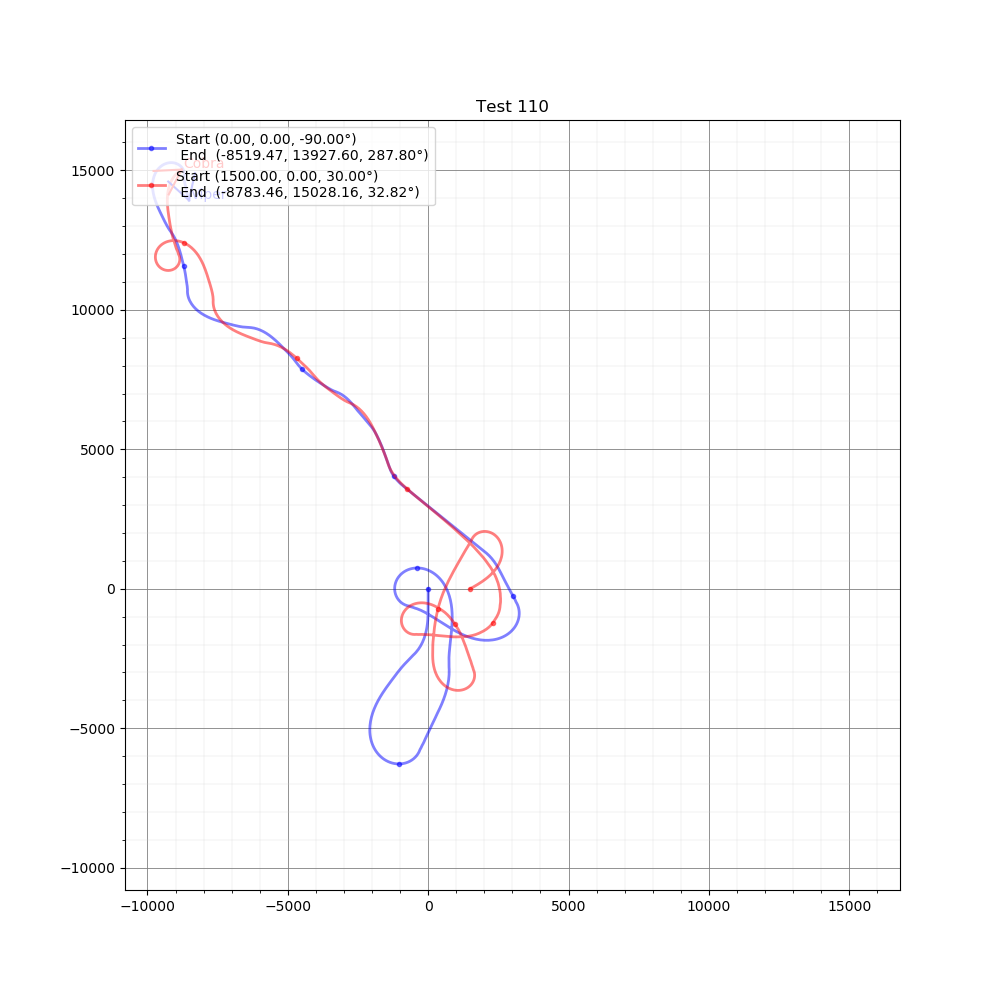 Test 110
Start (0.00, 0.00, -90.00°)
End (-8519.47, 13927.60, 287.80°)
Start (1500.00, 0.00, 30.00°)
End (-8783.46, 15028.16, 32.82°)
Cobra
15000
10000
5000
0
−5000
−10000
−10000
−5000
0
5000
10000
15000